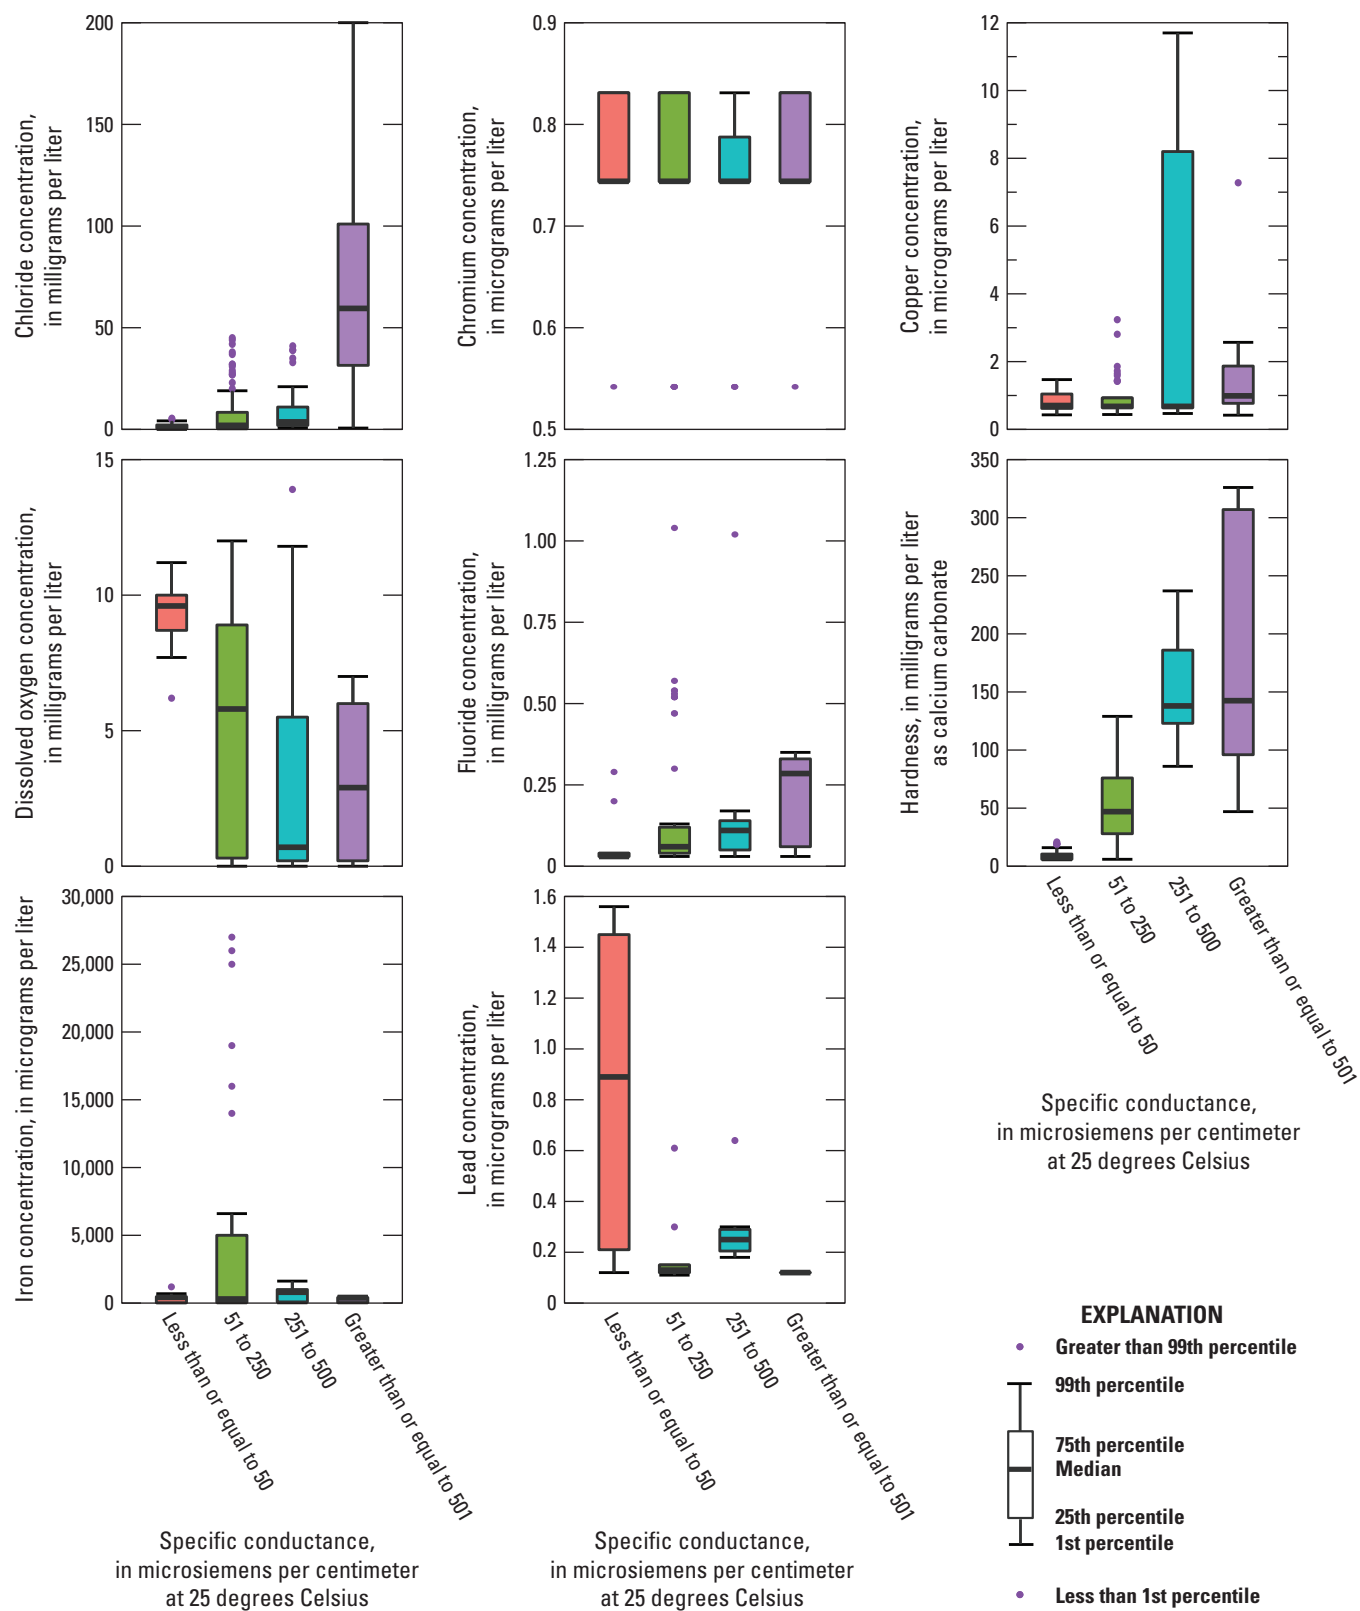 Chloride concentration,
in milligrams per liter
200
150
100
50
0
Chromium concentration,
in micrograms per liter
0.9
0.8
0.7
0.6
0.5
Copper concentration,
in micrograms per liter
12
10
8
6
4
2
0
Dissolved oxygen concentration,
in milligrams per liter
15
10
5
0
Fluoride concentration,
in milligrams per liter
1.25
1.00
0.75
0.50
0.25
0
Hardness, in milligrams per liter
as calcium carbonate
350
300
250
200
150
100
50
0
Less than or equal to 50
51 to 250
251 to 500
Greater than or equal to 501
Specific conductance,
in microsiemens per centimeter
at 25 degrees Celsius
Iron concentration, in micrograms per liter
30,000
25,000
20,000
15,000
10,000
5,000
0
Less than or equal to 50
51 to 250
251 to 500
Greater than or equal to 501
Specific conductance,
in microsiemens per centimeter
at 25 degrees Celsius
Lead concentration,
in micrograms per liter
1.6
1.4
1.2
1.0
0.8
0.6
0.4
0.2
0
Less than or equal to 50
51 to 250
251 to 500
Greater than or equal to 501
Specific conductance,
in microsiemens per centimeter
at 25 degrees Celsius
EXPLANATION
Greater than 99th percentile
99th percentile
75th percentile
Median
25th percentile
1st percentile
Less than 1st percentile